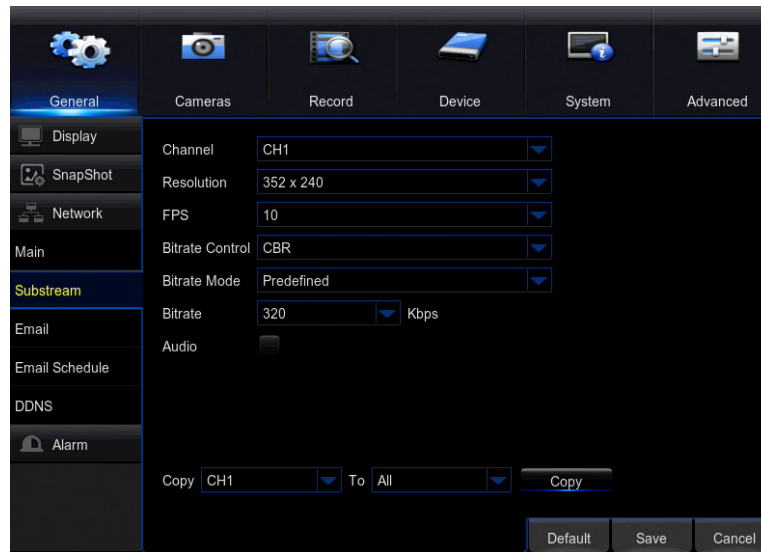 General Cameras Record Device System Advanced
Display
SnapShot
Network
Main
Substream
Email
Email Schedule
DDNS
Alarm
Channel CH1
Resolution 352 x 240
FPS 10
Bitrate Control CBR
Bitrate Mode Predefined
Bitrate 320 Kbps
Audio
Copy CH1 To All Copy
Default Save Cancel